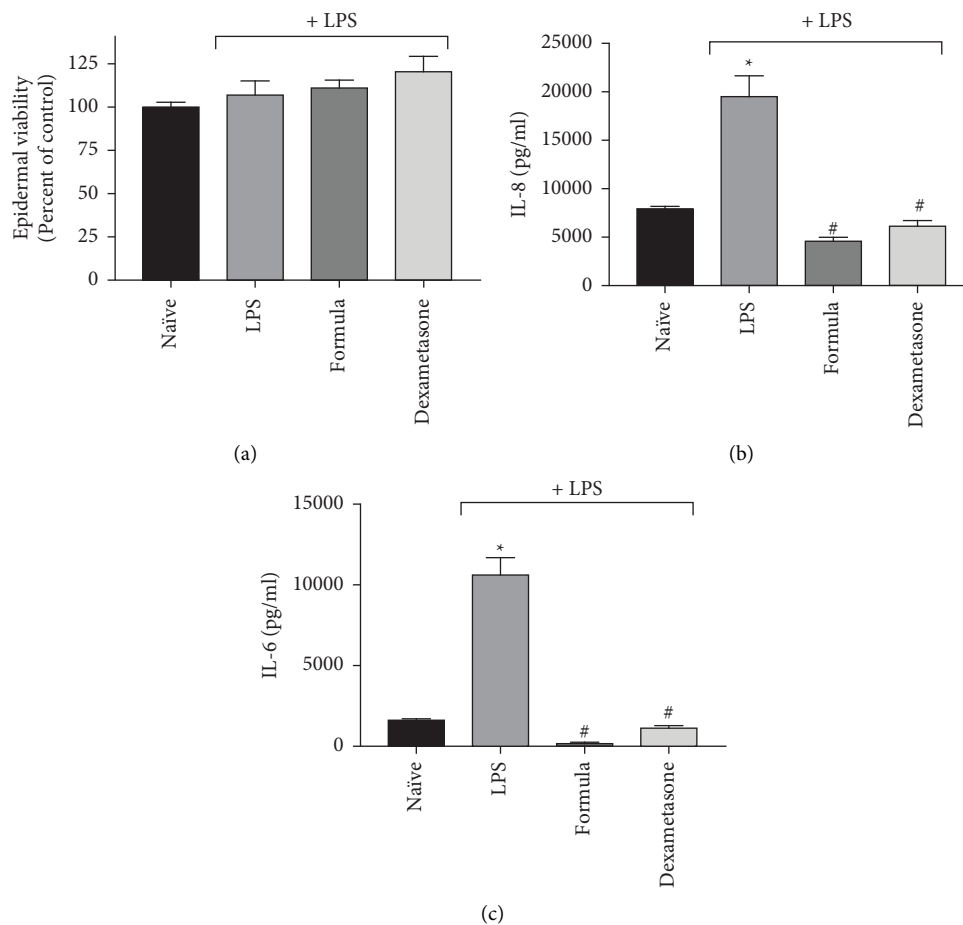 + LPS
Epidermal viability
(Percent of control)
125
100
75
50
25
0
Naïve
LPS
Formula
Dexametasone
(a)
+ LPS
IL-8 (pg/ml)
25000
20000
15000
10000
5000
0
*
#
#
Naïve
LPS
Formula
Dexametasone
(b)
+ LPS
IL-6 (pg/ml)
15000
10000
5000
0
*
#
#
Naïve
LPS
Formula
Dexametasone
(c)